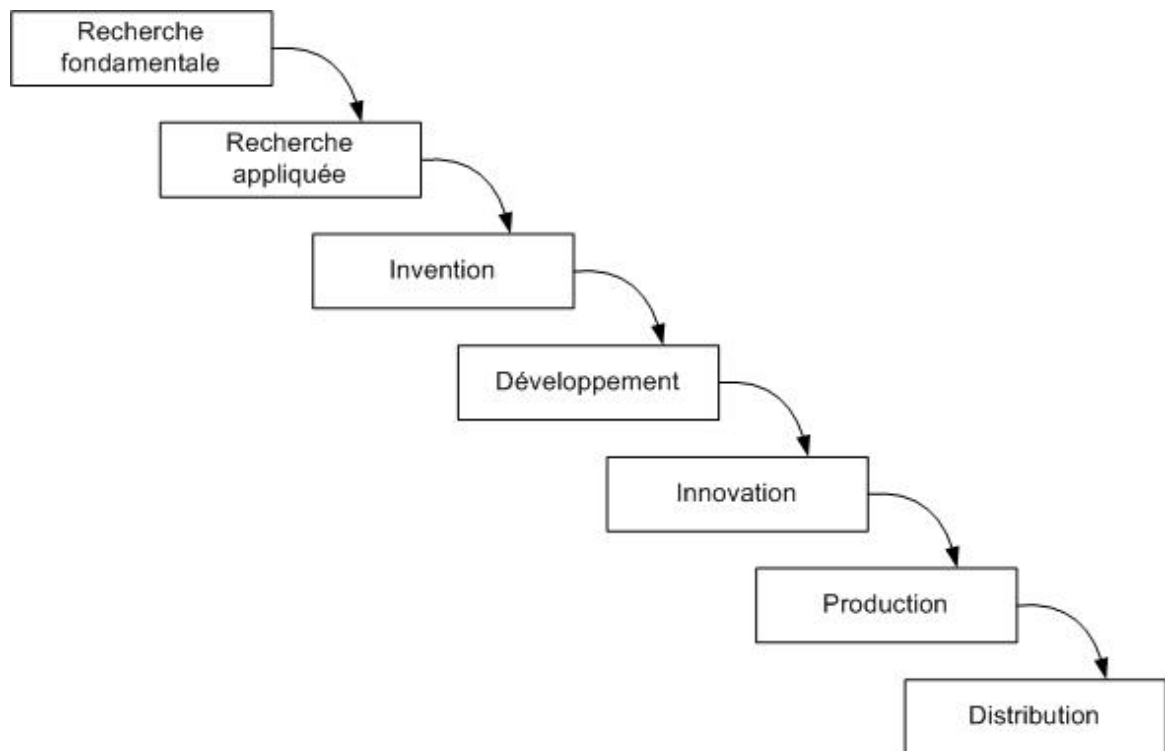 Recherche
fondamentale
Recherche
appliquée
Invention
Développement
Innovation
Production
Distribution